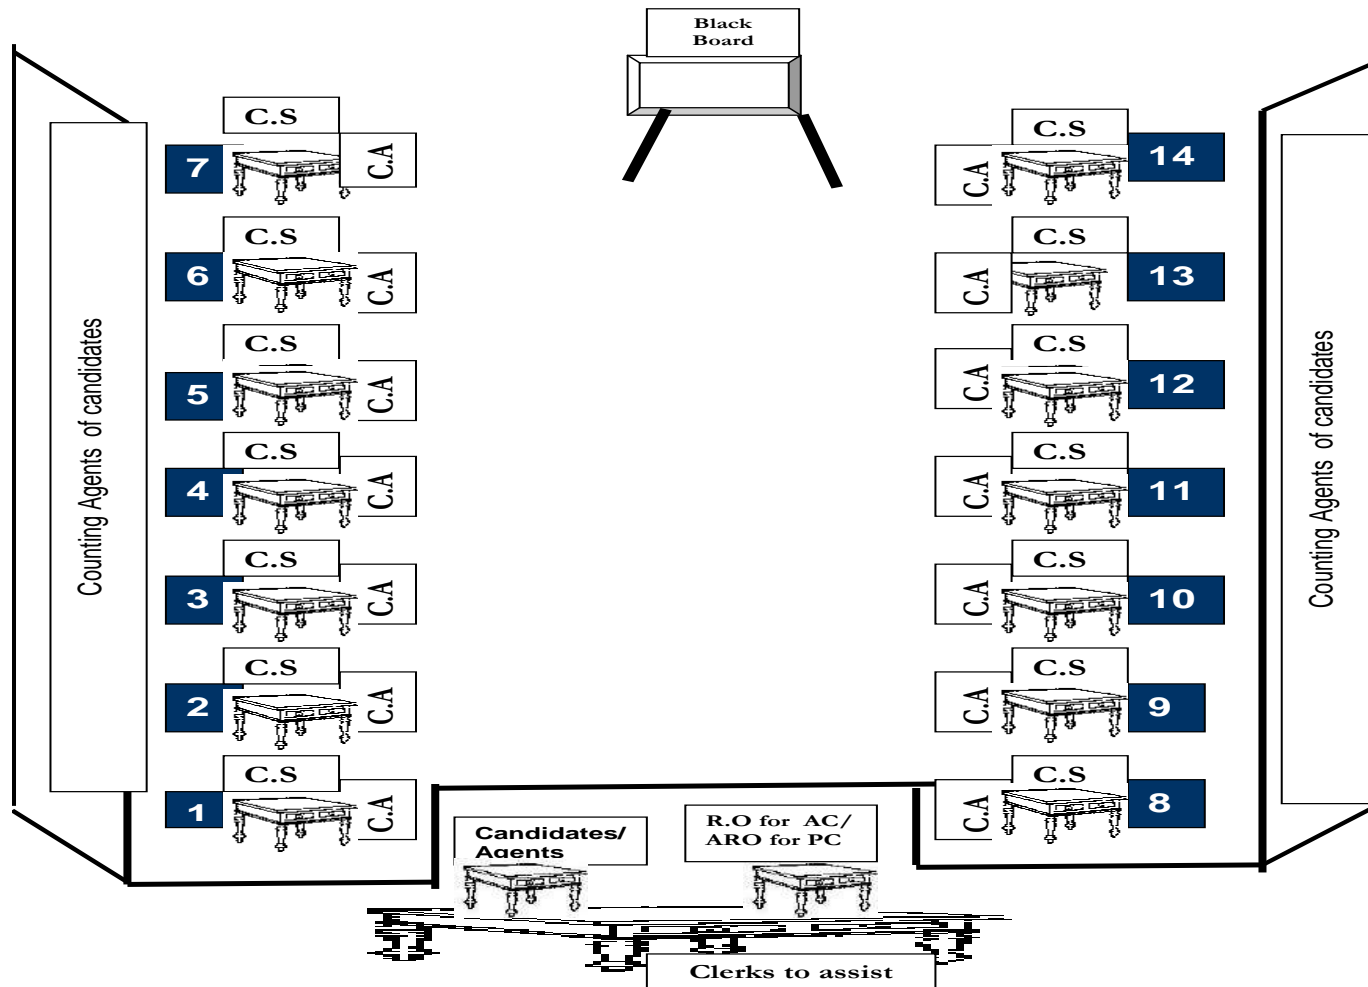 Black
Board
C.S
7
C.A
C.S
14
C.A
C.S
6
C.A
C.S
13
C.A
C.S
5
C.A
C.S
12
C.A
C.S
4
C.A
C.S
11
C.A
C.S
3
C.A
C.S
10
C.A
C.S
2
C.A
C.S
9
C.A
C.S
1
C.A
C.S
8
C.A
Counting Agents of candidates
Counting Agents of candidates
Candidates/
Agents
R.O for AC/
ARO for PC
Clerks to assist